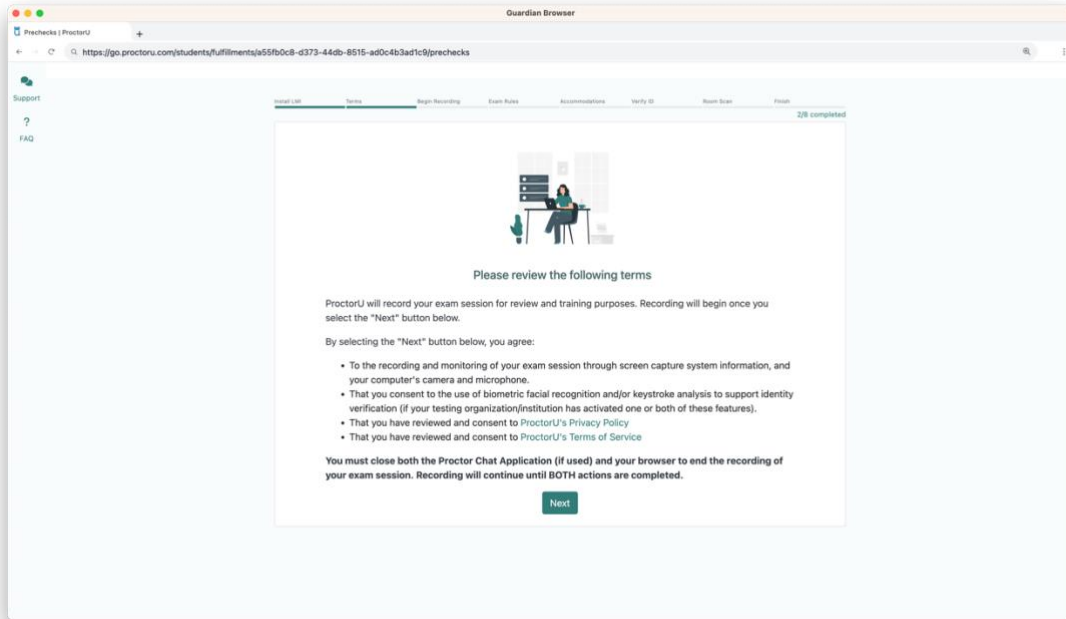 Guardian Browser
Prechecks | ProctorU
https://go.proctoru.com/students/fulfillments/a55fb0c8-d373-44db-8515-ad0c4b3ad1c9/prechecks
Support
FAQ
Install LMI Terms Begin Recording Exam Rules Accommodations Verify ID Room Scan Finish
2/8 completed
Please review the following terms
ProctorU will record your exam session for review and training purposes. Recording will begin once you
select the "Next" button below.
By selecting the "Next" button below, you agree:
• To the recording and monitoring of your exam session through screen capture system information, and
your computer's camera and microphone.
• That you consent to the use of biometric facial recognition and/or keystroke analysis to support identity
verification (if your testing organization/institution has activated one or both of these features).
• That you have reviewed and consent to ProctorU's Privacy Policy
• That you have reviewed and consent to ProctorU's Terms of Service
You must close both the Proctor Chat Application (if used) and your browser to end the recording of
your exam session. Recording will continue until BOTH actions are completed.
Next